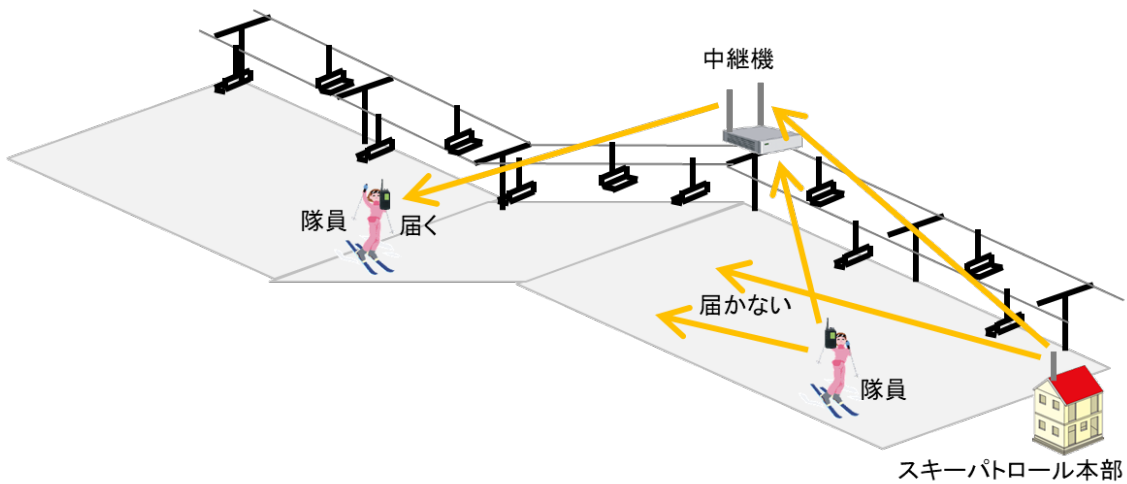 中継機
隊員
届く
届かない
隊員
スキーパトロール本部